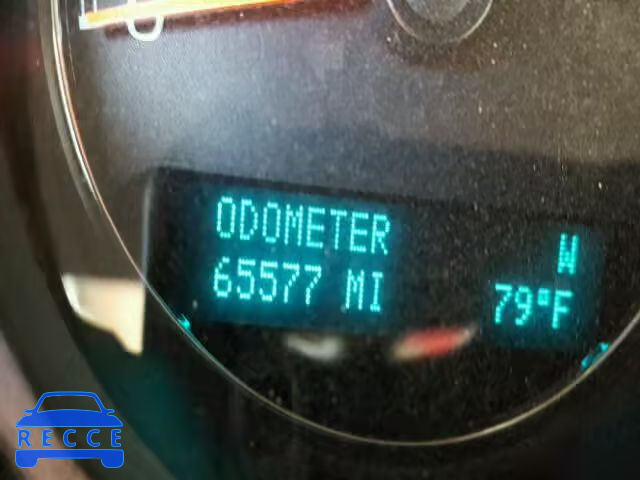 ODOMETER
65577 MI
W
79°F
RECCE